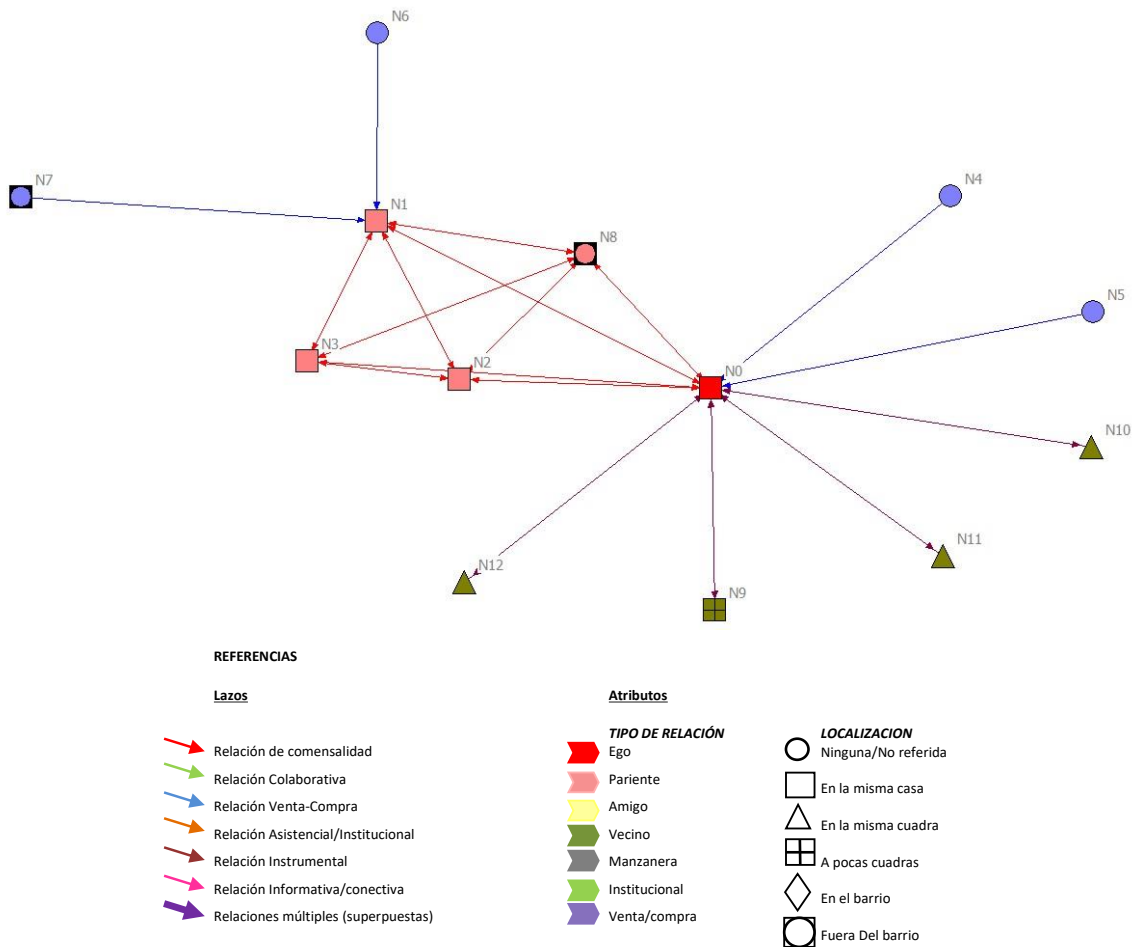 N6
N7
N4
N1
N8
N5
N3
N2
N0
N10
N11
N12
N9
REFERENCIAS
Lazos
Relación de comensalidad
Relación Colaborativa
Relación Venta-Compra
Relación Asistencial/Institucional
Relación Instrumental
Relación Informativa/conectiva
Relaciones múltiples (superpuestas)
Atributos
TIPO DE RELACIÓN
Ego
Pariente
Amigo
Vecino
Manzanera
Institucional
Venta/compra
LOCALIZACION
Ninguna/No referida
En la misma casa
En la misma cuadra
A pocas cuadras
En el barrio
Fuera Del barrio